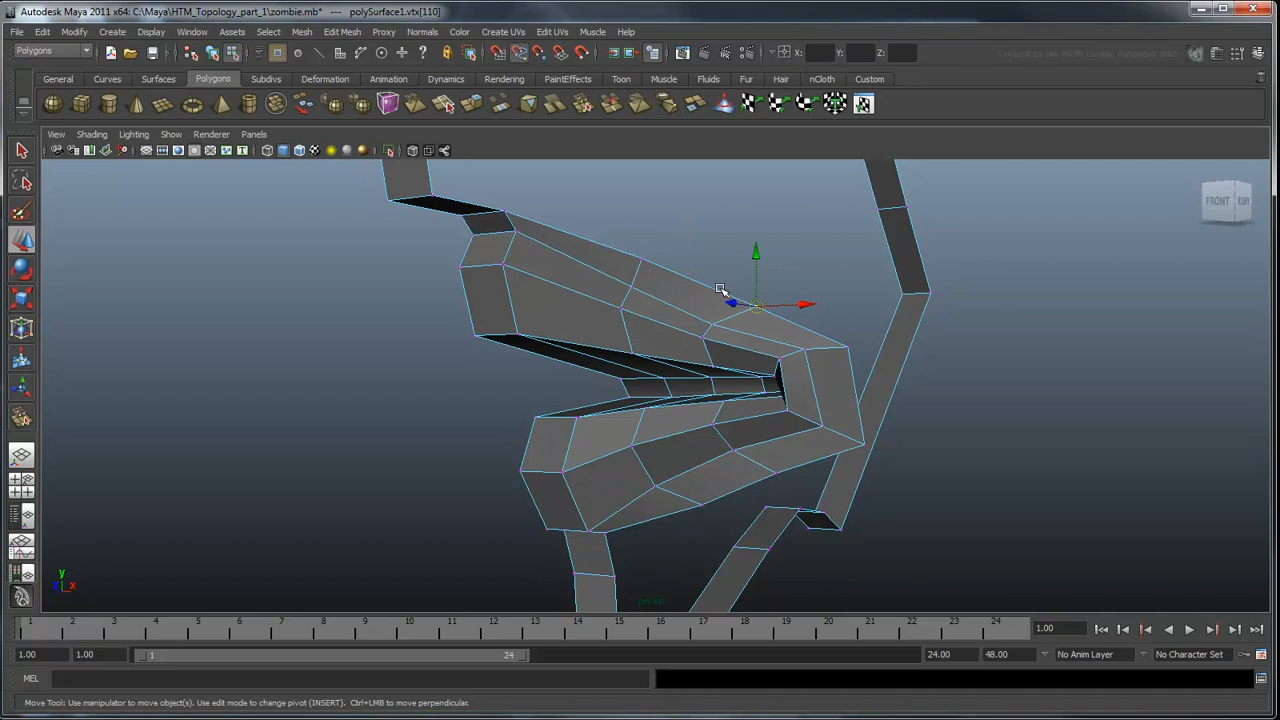 Autodesk Maya 2011 x64: C:\Maya\HTM_Topology_part_1\zombie.mb* --- polySurface1.vtx[110]
File Edit Modify Create Display Window Assets Select Mesh Edit Mesh Proxy Normals Color Create UVs Edit UVs Muscle Help
Polygons X: Y: Z:
General Curves Surfaces Polygons Subdivs Deformation Animation Dynamics Rendering PaintEffects Toon Muscle Fluids Fur Hair nCloth Custom
View Shading Lighting Show Renderer Panels
FRONT
y
z x
persp
1 2 3 4 5 6 7 8 9 10 11 12 13 14 15 16 17 18 19 20 21 22 23 24 1.00
1.00 1.00 1 24 24.00 48.00 No Anim Layer No Character Set
MEL
Move Tool: Use manipulator to move object(s). Use edit mode to change pivot (INSERT). Ctrl+LMB to move perpendicular.